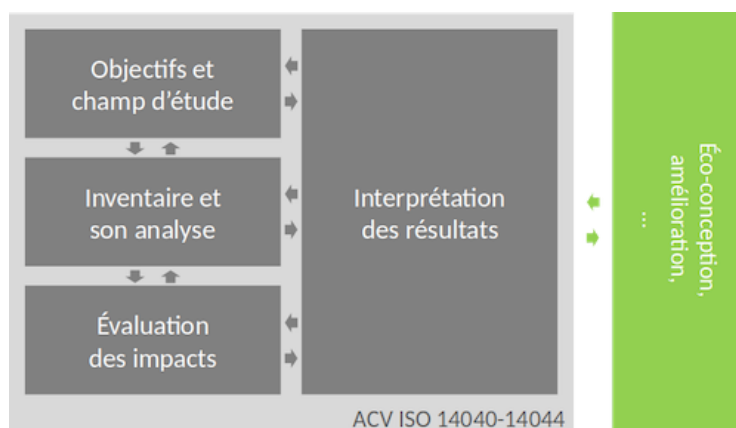 Objectifs et
champ d'étude
Inventaire et
son analyse
Évaluation
des impacts
Interprétation
des résultats
ACV ISO 14040-14044
Éco-conception,
amélioration,
...